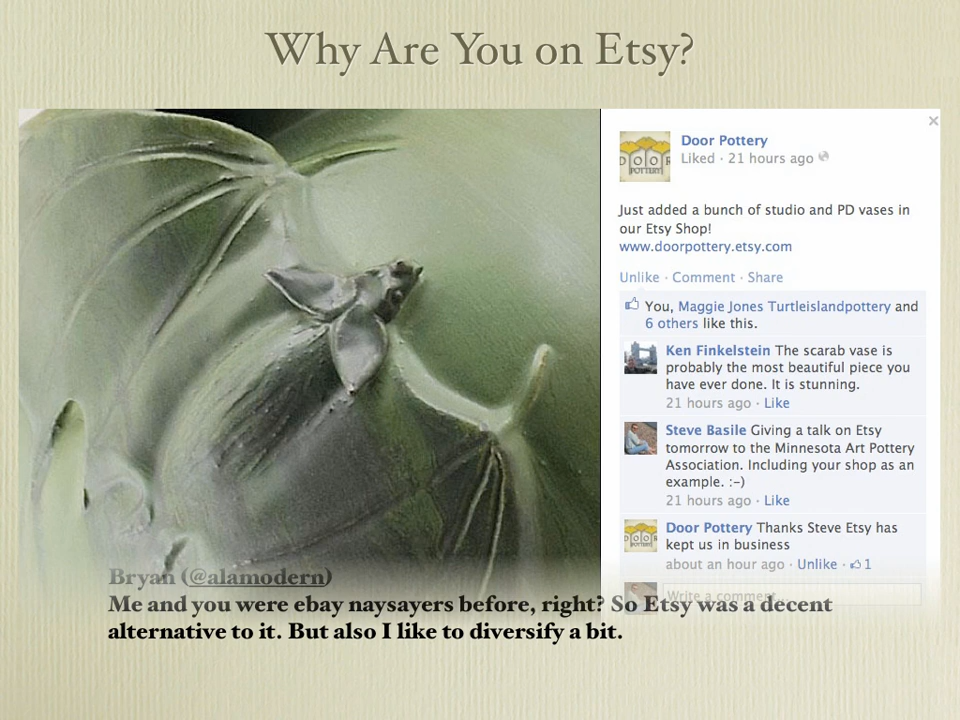 Why Are You on Etsy?
Door Pottery
Liked · 21 hours ago
DOOR
POTTERY
Just added a bunch of studio and PD vases in
our Etsy Shop!
www.doorpottery.etsy.com
Unlike · Comment · Share
You, Maggie Jones Turtleislandpottery and
6 others like this.
Ken Finkelstein The scarab vase is
probably the most beautiful piece you
have ever done. It is stunning.
21 hours ago · Like
Steve Basile Giving a talk on Etsy
tomorrow to the Minnesota Art Pottery
Association. Including your shop as an
example. :-)
21 hours ago · Like
Door Pottery Thanks Steve Etsy has
kept us in business
about an hour ago · Unlike · 1
Write a comment...
Bryan (@alamodern)
Me and you were ebay naysayers before, right? So Etsy was a decent
alternative to it. But also I like to diversify a bit.